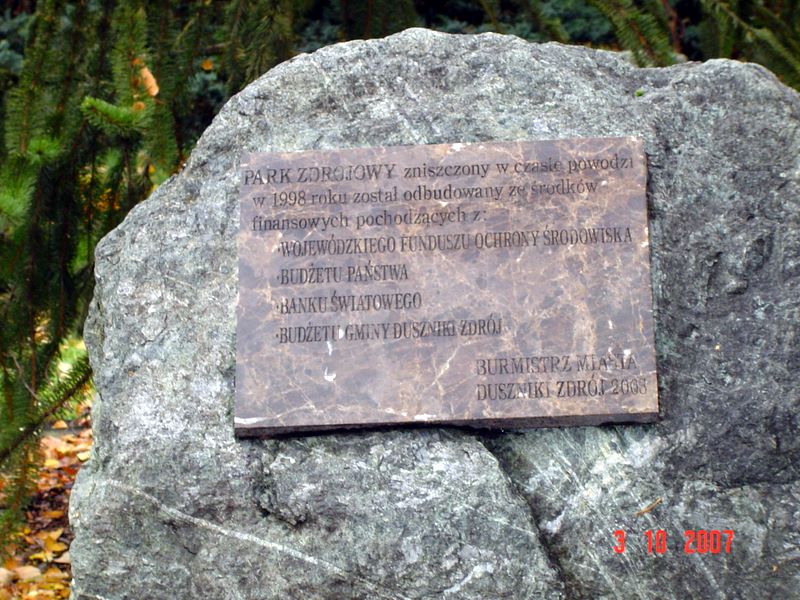 PARK ZDROJOWY zniszczony w czasie powodzi
w 1998 roku został odbudowany ze środków
finansowych pochodzących z:
·WOJEWÓDZKIEGO FUNDUSZU OCHRONY ŚRODOWISKA
·BUDŻETU PAŃSTWA
·BANKU ŚWIATOWEGO
·BUDŻETU GMINY DUSZNIKI ZDRÓJ
BURMISTRZ MIASTA
DUSZNIKI ZDRÓJ
3 10 2007